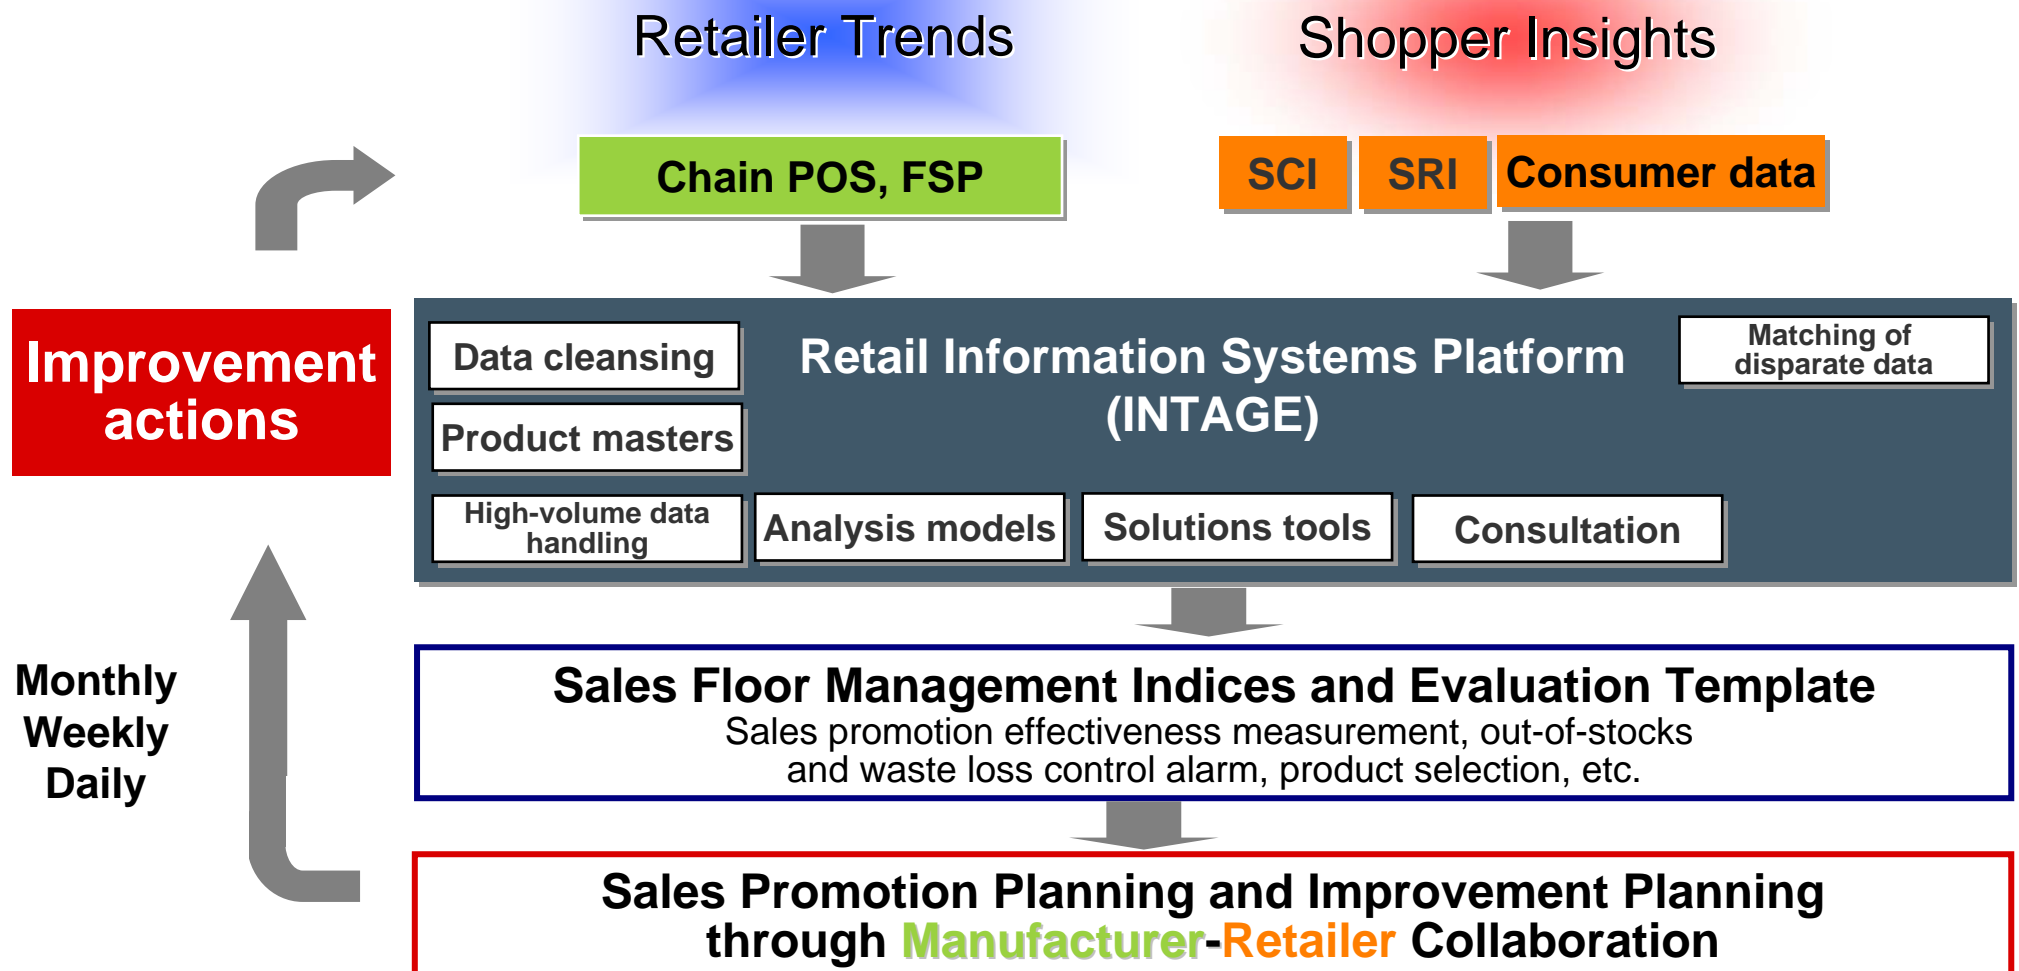 Retailer Trends
Shopper Insights
Chain POS, FSP
SCI
SRI
Consumer data
Improvement
actions
Data cleansing
Retail Information Systems Platform
(INTAGE)
Matching of
disparate data
Product masters
High-volume data
handling
Analysis models
Solutions tools
Consultation
Monthly
Weekly
Daily
Sales Floor Management Indices and Evaluation Template
Sales promotion effectiveness measurement, out-of-stocks
and waste loss control alarm, product selection, etc.
Sales Promotion Planning and Improvement Planning
through Manufacturer-Retailer Collaboration